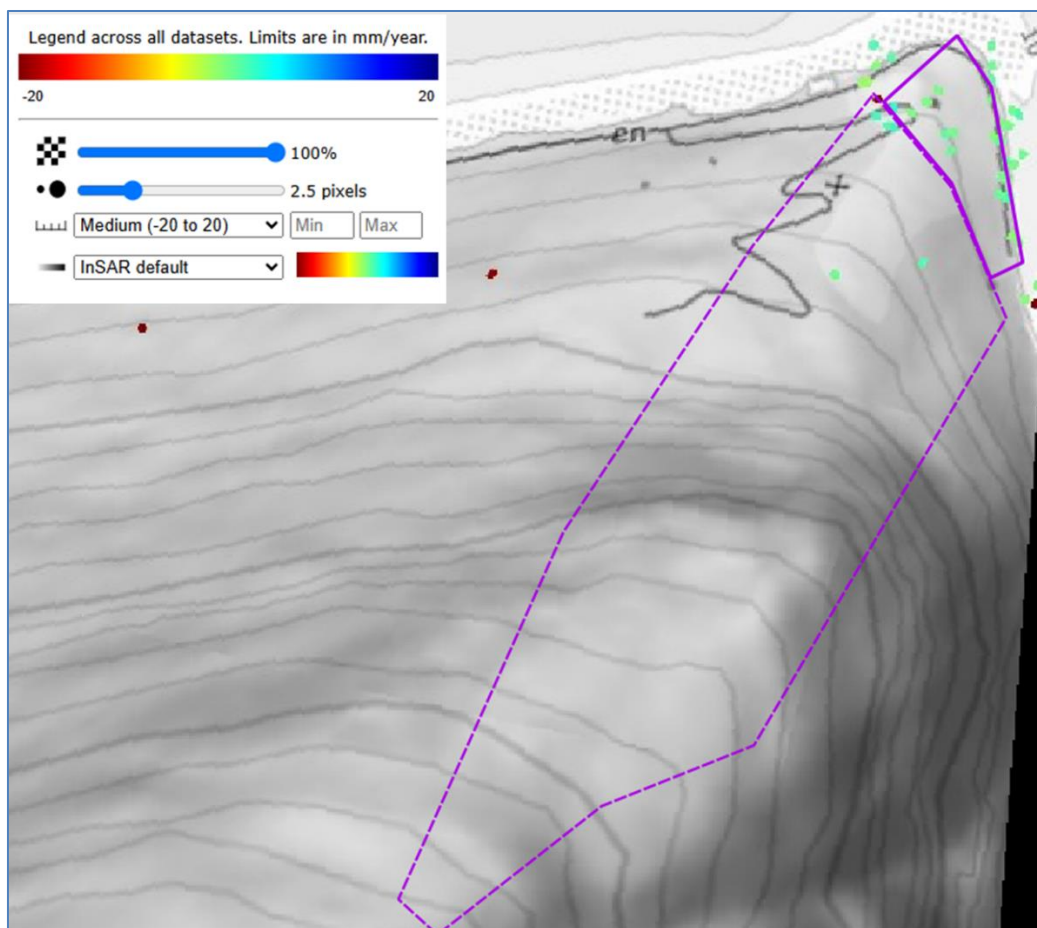 Legend across all datasets. Limits are in mm/year.
-20 20
100%
2.5 pixels
Medium (-20 to 20) Min Max
InSAR default
en